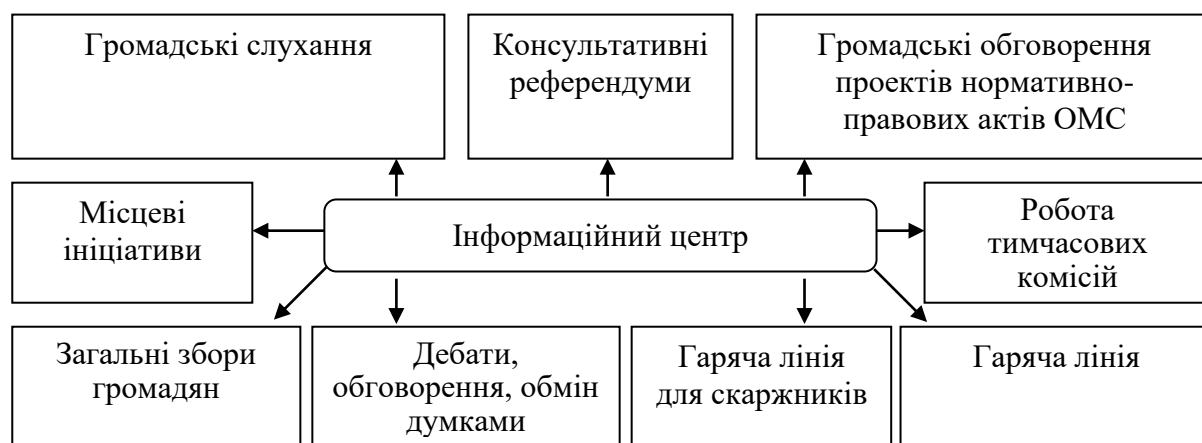 Громадські слухання
Консультативні
референдуми
Громадські обговорення
проектів нормативно-
правових актів ОМС
Місцеві
ініціативи
Інформаційний центр
Робота
тимчасових
комісій
Загальні збори
громадян
Дебати,
обговорення, обмін
думками
Гаряча лінія
для скаржників
Гаряча лінія